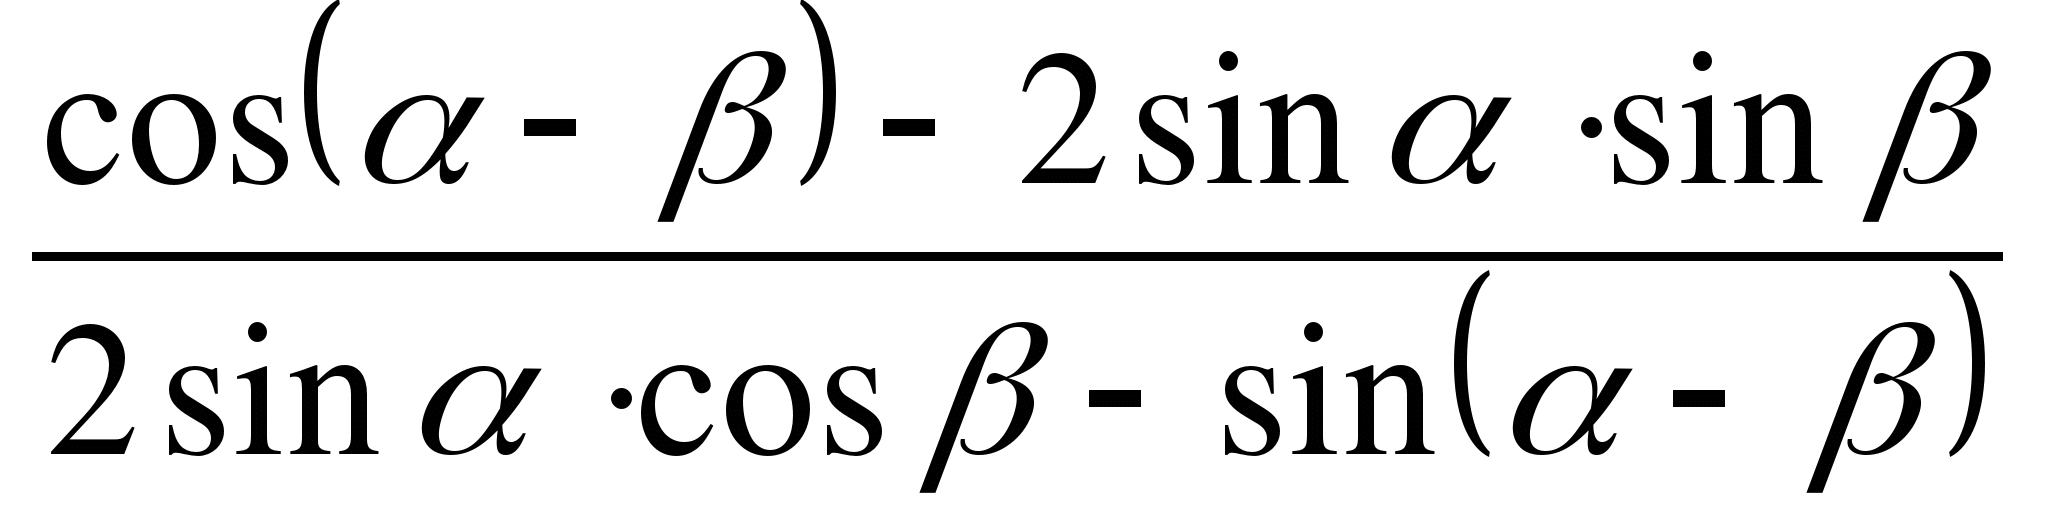 cos(α - β) - 2 sin α ·sin β
2 sin α ·cos β - sin(α - β)